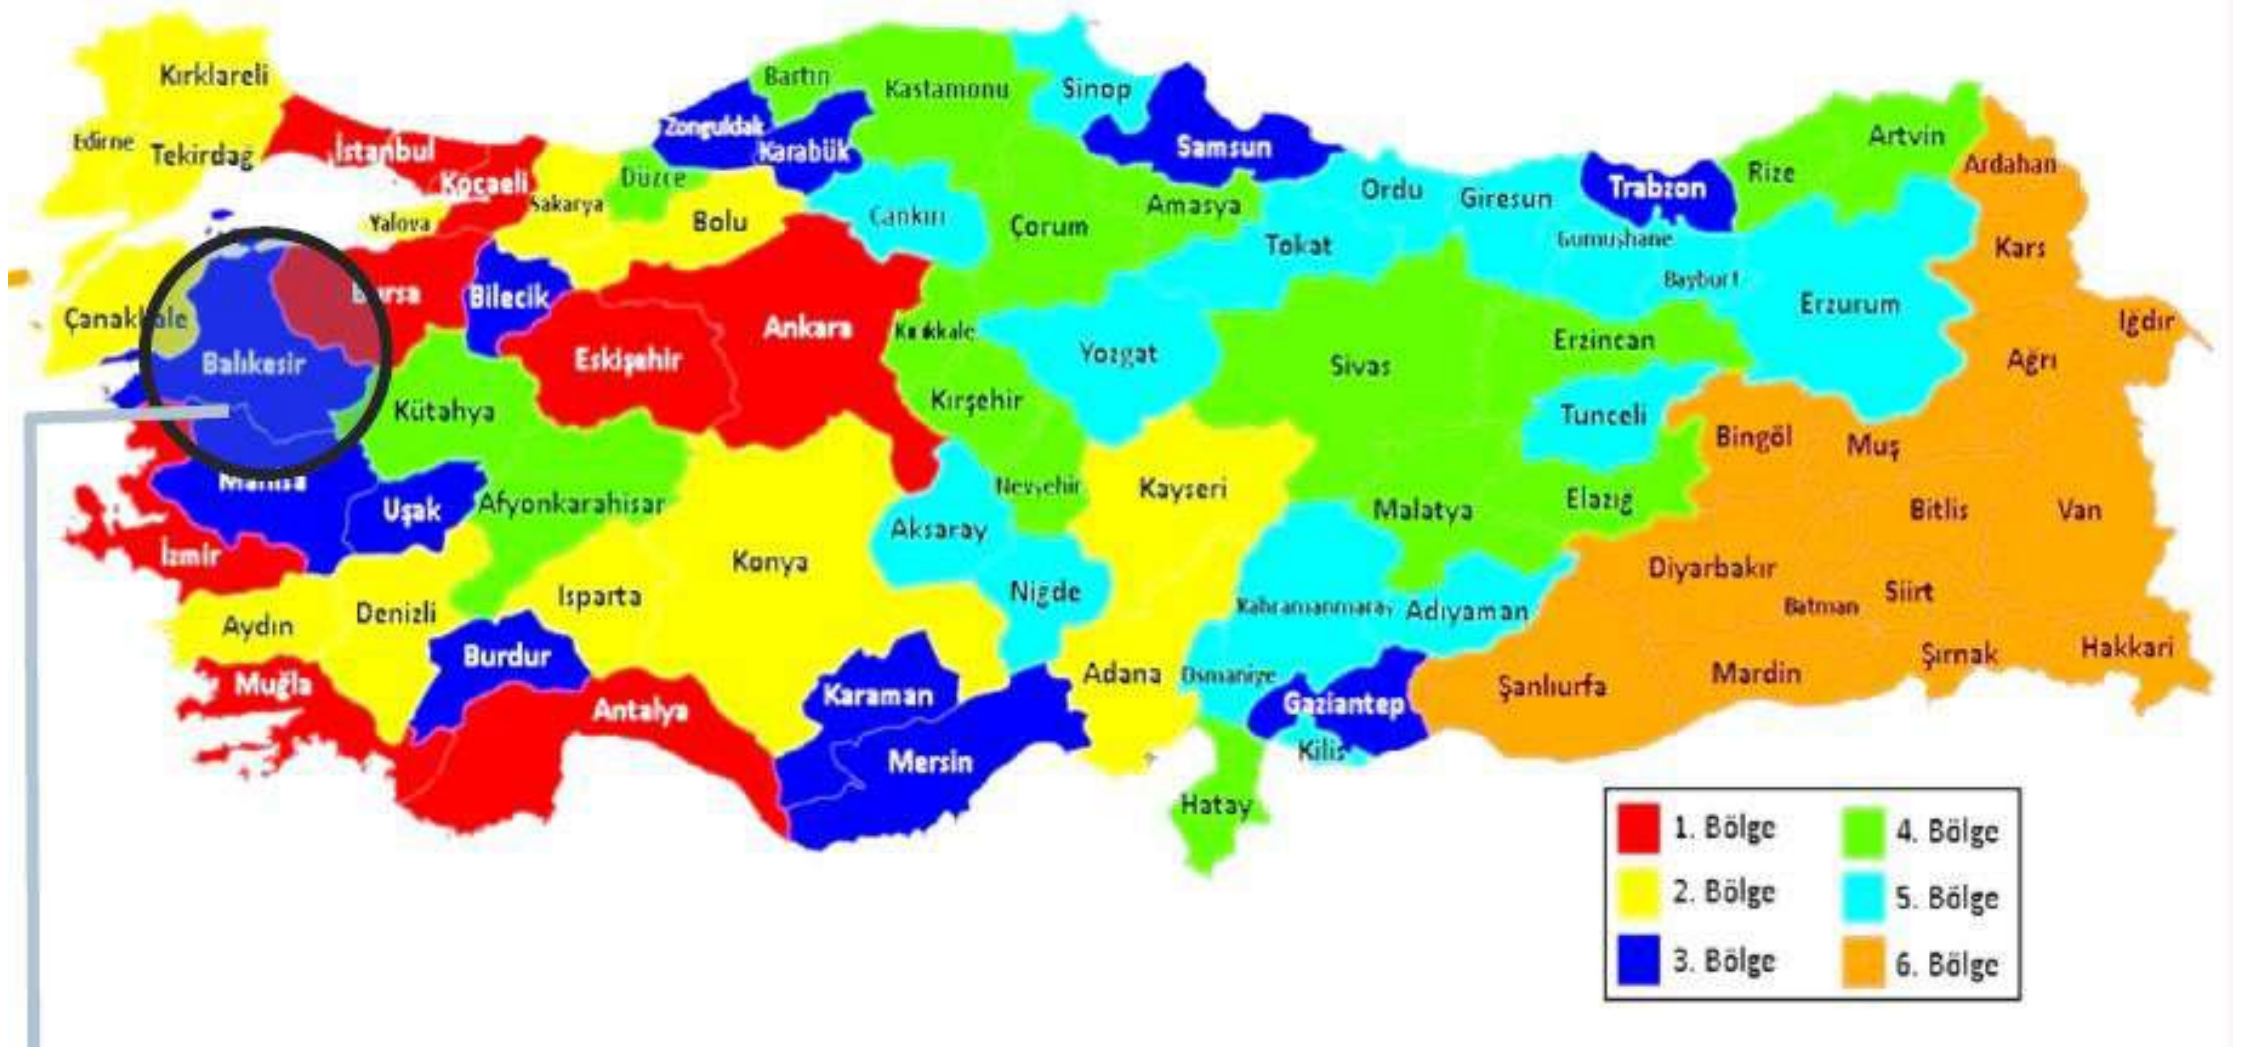 Kırklareli
Edirne
Tekirdağ
İstanbul
Kocaeli
Yalova
Sakarya
Düzce
Bolu
Zonguldak
Bartın
Karabük
Kastamonu
Sinop
Samsun
Çankırı
Çorum
Amasya
Tokat
Ordu
Giresun
Gümüşhane
Trabzon
Bayburt
Rize
Artvin
Ardahan
Kars
Iğdır
Ağrı
Erzurum
Erzincan
Çanakkale
Balıkesir
Bursa
Bilecik
Eskişehir
Ankara
Kırıkkale
Kırşehir
Yozgat
Sivas
Tunceli
Bingöl
Muş
Kütahya
Manisa
Uşak
Afyonkarahisar
Nevşehir
Kayseri
Malatya
Elazığ
Bitlis
Van
İzmir
Aksaray
Konya
Isparta
Niğde
Diyarbakır
Batman
Siirt
Aydın
Denizli
Kahramanmaraş
Adıyaman
Burdur
Muğla
Antalya
Karaman
Mersin
Adana
Osmaniye
Gaziantep
Kilis
Hatay
Şanlıurfa
Mardin
Şırnak
Hakkari
1. Bölge
2. Bölge
3. Bölge
4. Bölge
5. Bölge
6. Bölge